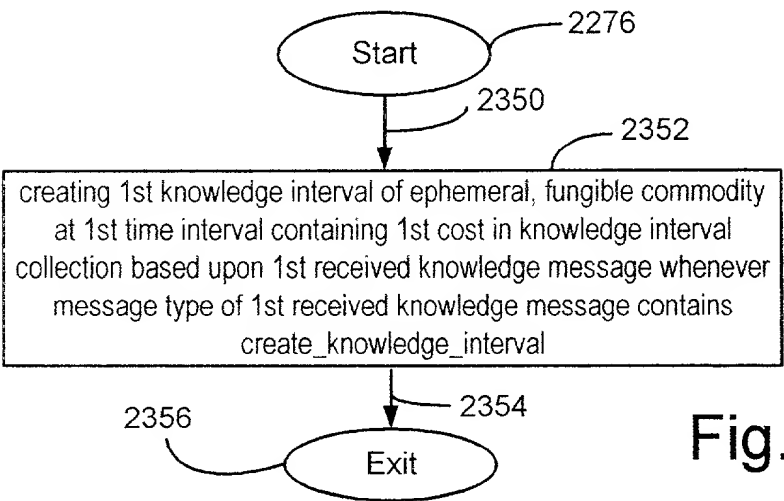 2276
Start
2350
2352
creating 1st knowledge interval of ephemeral, fungible commodity
at 1st time interval containing 1st cost in knowledge interval
collection based upon 1st received knowledge message whenever
message type of 1st received knowledge message contains
create_knowledge_interval
2354
2356
Exit
Fig.